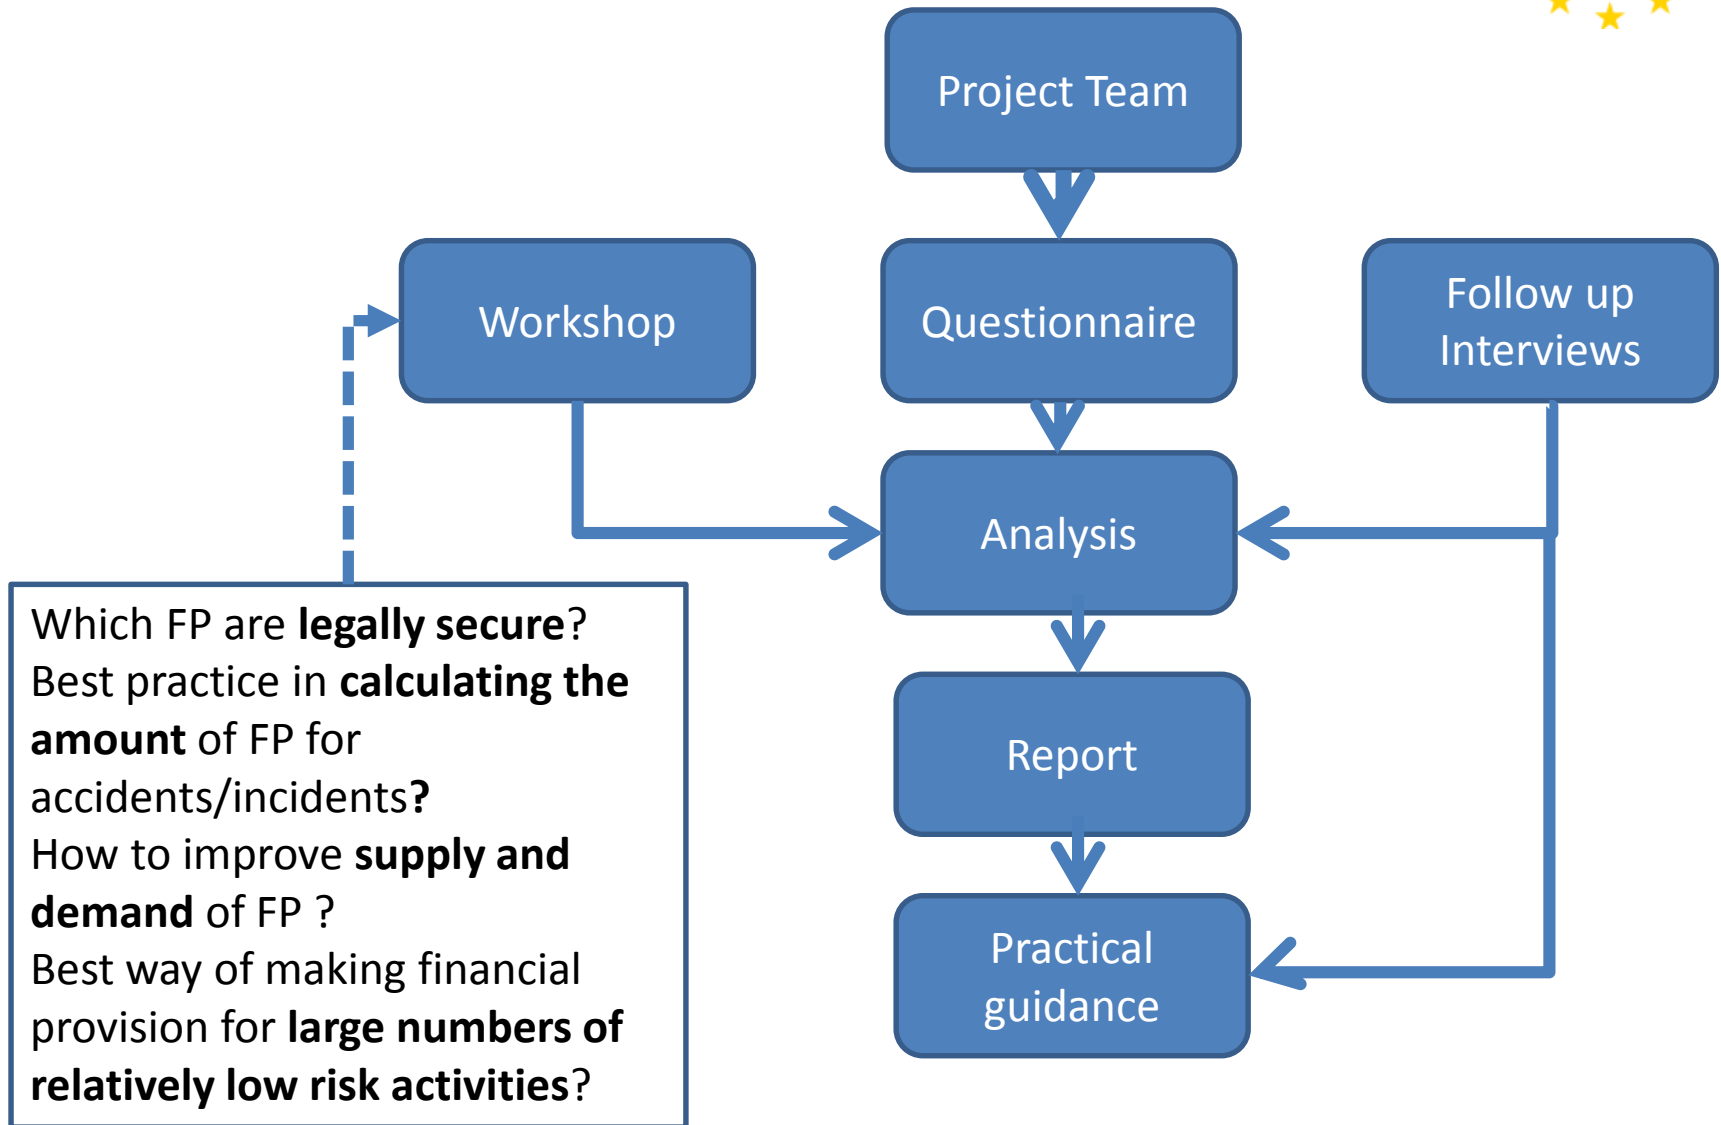 Project Team
Workshop
Questionnaire
Follow up
Interviews
Analysis
Which FP are legally secure?
Best practice in calculating the
amount of FP for
accidents/incidents?
How to improve supply and
demand of FP ?
Best way of making financial
provision for large numbers of
relatively low risk activities?
Report
Practical
guidance